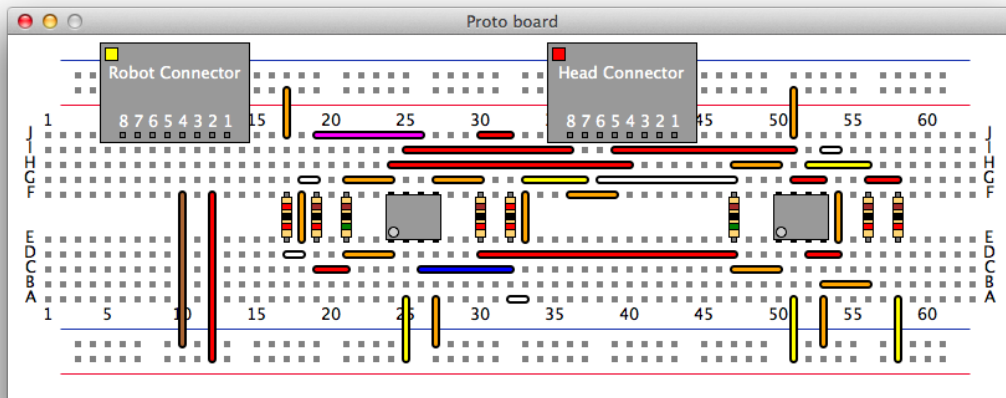 Proto board
Robot Connector
Head Connector
8 7 6 5 4 3 2 1
8 7 6 5 4 3 2 1
1 15 20 25 30 45 50 55 60
J J
I I
H H
G G
F F
E E
D D
C C
B B
A A
1 5 10 15 20 25 30 35 40 45 50 55 60